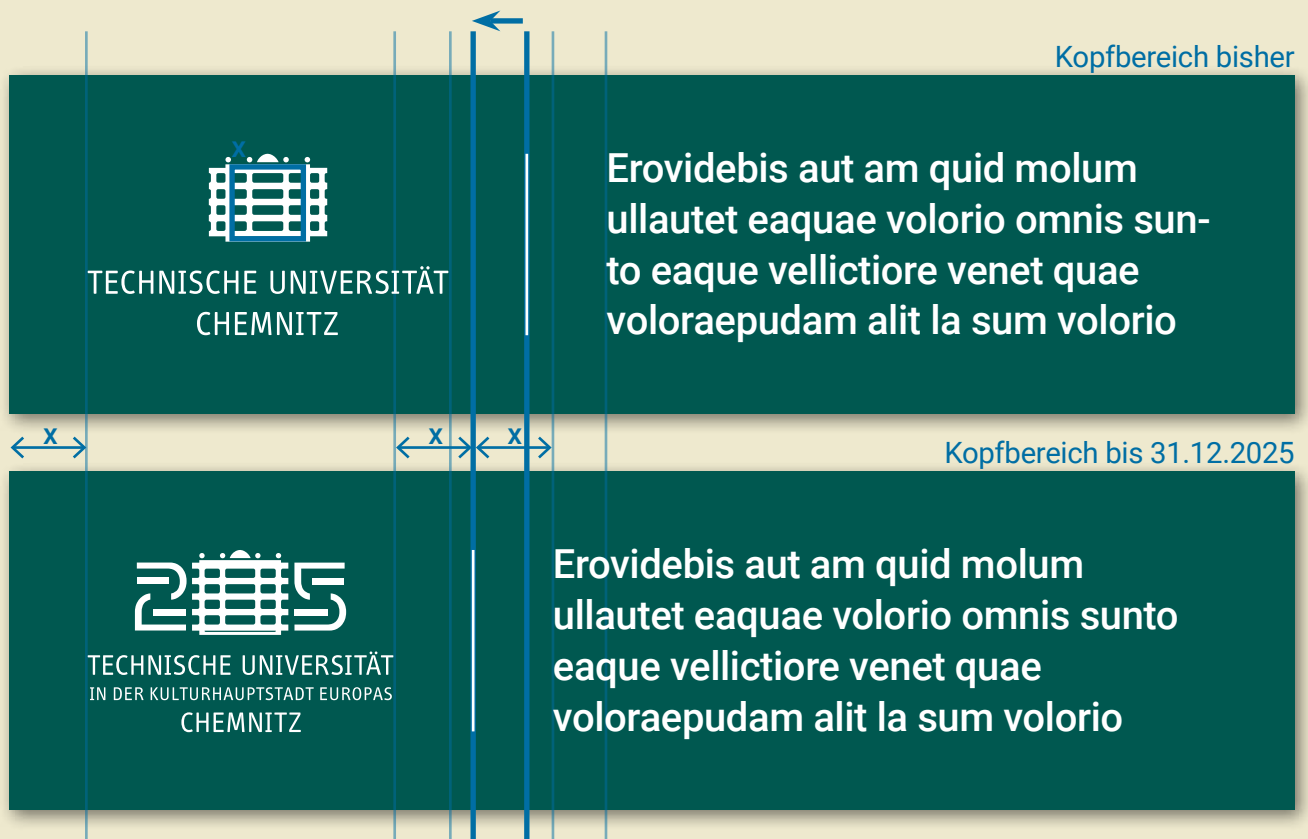 Kopfbereich bisher
x
TECHNISCHE UNIVERSITÄT
CHEMNITZ
Erovidebis aut am quid molum
ullautet eaquae volorio omnis sun-
to eaque vellictiore venet quae
voloraepudam alit la sum volorio
x x x
Kopfbereich bis 31.12.2025
25
TECHNISCHE UNIVERSITÄT
IN DER KULTURHAUPTSTADT EUROPAS
CHEMNITZ
Erovidebis aut am quid molum
ullautet eaquae volorio omnis sunto
eaque vellictiore venet quae
voloraepudam alit la sum volorio